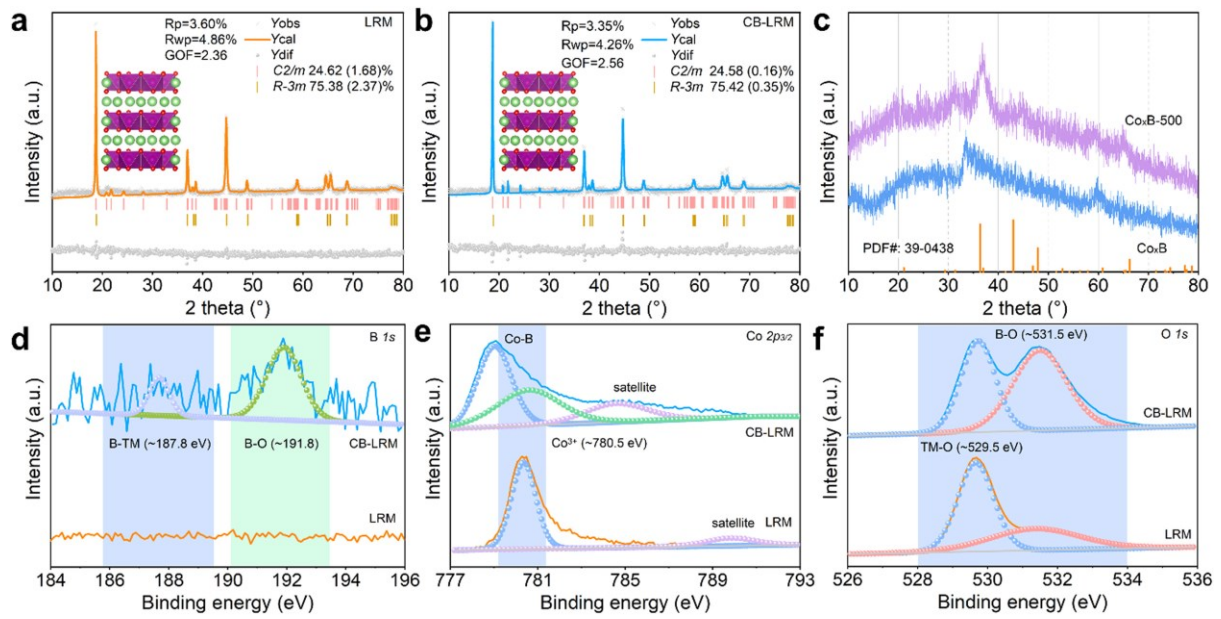 a
Rp=3.60%
Rwp=4.86%
GOF=2.36
LRM
Yobs
Ycal
Ydif
C2/m 24.62 (1.68)%
R-3m 75.38 (2.37)%
Intensity (a.u.)
10 20 30 40 50 60 70 80
2 theta (°)
b
Rp=3.35%
Rwp=4.26%
GOF=2.56
CB-LRM
Yobs
Ycal
Ydif
C2/m 24.58 (0.16)%
R-3m 75.42 (0.35)%
Intensity (a.u.)
10 20 30 40 50 60 70 80
2 theta (°)
c
CoxB-500
PDF#: 39-0438
CoxB
Intensity (a.u.)
10 20 30 40 50 60 70 80
2 theta (°)
d
B 1s
B-TM (~187.8 eV)
B-O (~191.8)
CB-LRM
LRM
Intensity (a.u.)
184 186 188 190 192 194 196
Binding energy (eV)
e
Co 2p3/2
Co-B
satellite
CB-LRM
Co3+ (~780.5 eV)
satellite
LRM
Intensity (a.u.)
777 781 785 789 793
Binding energy (eV)
f
O 1s
B-O (~531.5 eV)
CB-LRM
TM-O (~529.5 eV)
LRM
Intensity (a.u.)
526 528 530 532 534 536
Binding energy (eV)